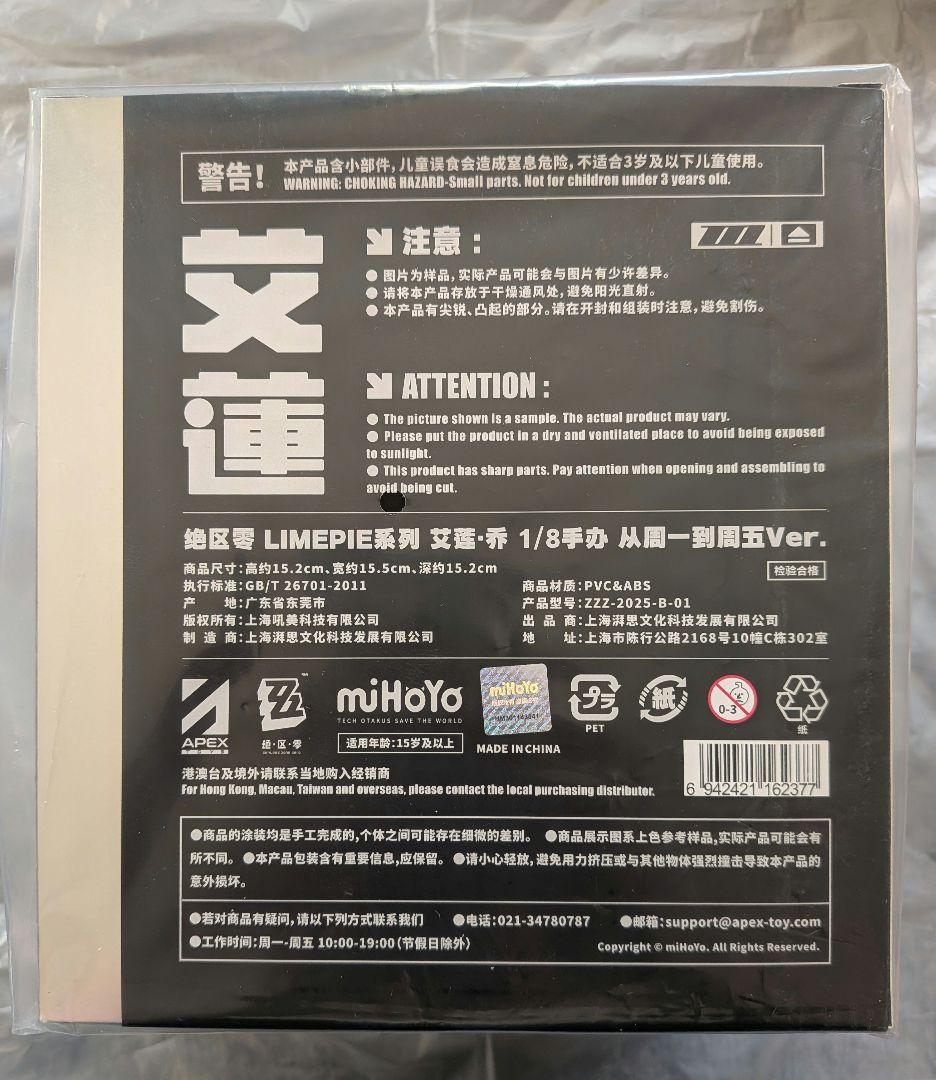 警告!
本产品含小部件,儿童误食会造成窒息危险,不适合3岁及以下儿童使用。
WARNING: CHOKING HAZARD-Small parts. Not for children under 3 years old.
艾蓮
注意:
ZZZ
● 图片为样品,实际产品可能会与图片有少许差异。
● 请将本产品存放于干燥通风处,避免阳光直射。
● 本产品有尖锐、凸起的部分。请在开封和组装时注意,避免割伤。
ATTENTION:
● The picture shown is a sample. The actual product may vary.
● Please put the product in a dry and ventilated place to avoid being exposed
to sunlight.
● This product has sharp parts. Pay attention when opening and assembling to
avoid being cut.
绝区零 LIMEPIE系列 艾莲·乔 1/8手办 从周一到周五Ver.
商品尺寸:高约15.2cm、宽约15.5cm、深约15.2cm
检验合格
执行标准:GB/T 26701-2011
商品材质:PVC&ABS
产 地:广东省东莞市
产品型号:ZZZ-2025-B-01
版权所有:上海吼美科技有限公司
出 品 商:上海湃思文化科技发展有限公司
制 造 商:上海湃思文化科技发展有限公司
地 址:上海市陈行公路2168号10幢C栋302室
APEX
TOYS
绝·区·零
miHoYo
TECH OTAKUS SAVE THE WORLD
适用年龄:15岁及以上
miHoYo
MADE IN CHINA
プラ
PET
紙
0-3
纸
港澳台及境外请联系当地购入经销商
For Hong Kong, Macau, Taiwan and overseas, please contact the local purchasing distributor.
6 942421 162377
●商品的涂装均是手工完成的,个体之间可能存在细微的差别。 ●商品展示图系上色参考样品,实际产品可能会有
所不同。 ●本产品包装含有重要信息,应保留。 ●请小心轻放,避免用力挤压或与其他物体强烈撞击导致本产品的
意外损坏。
●若对商品有疑问,请以下列方式联系我们 ●电话:021-34780787 ●邮箱:support@apex-toy.com
●工作时间:周一-周五 10:00-19:00(节假日除外)
Copyright © miHoYo. All Rights Reserved.